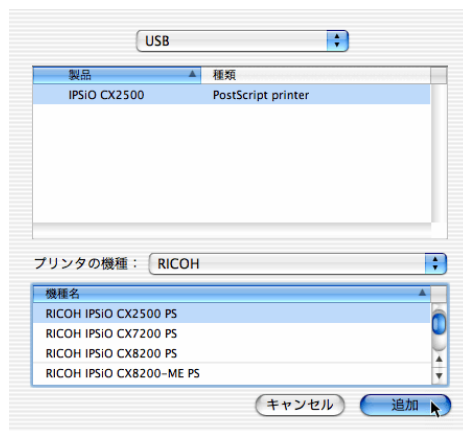 USB
製品 種類
IPSiO CX2500 PostScript printer
プリンタの機種： RICOH
機種名
RICOH IPSiO CX2500 PS
RICOH IPSiO CX7200 PS
RICOH IPSiO CX8200 PS
RICOH IPSiO CX8200-ME PS
キャンセル 追加